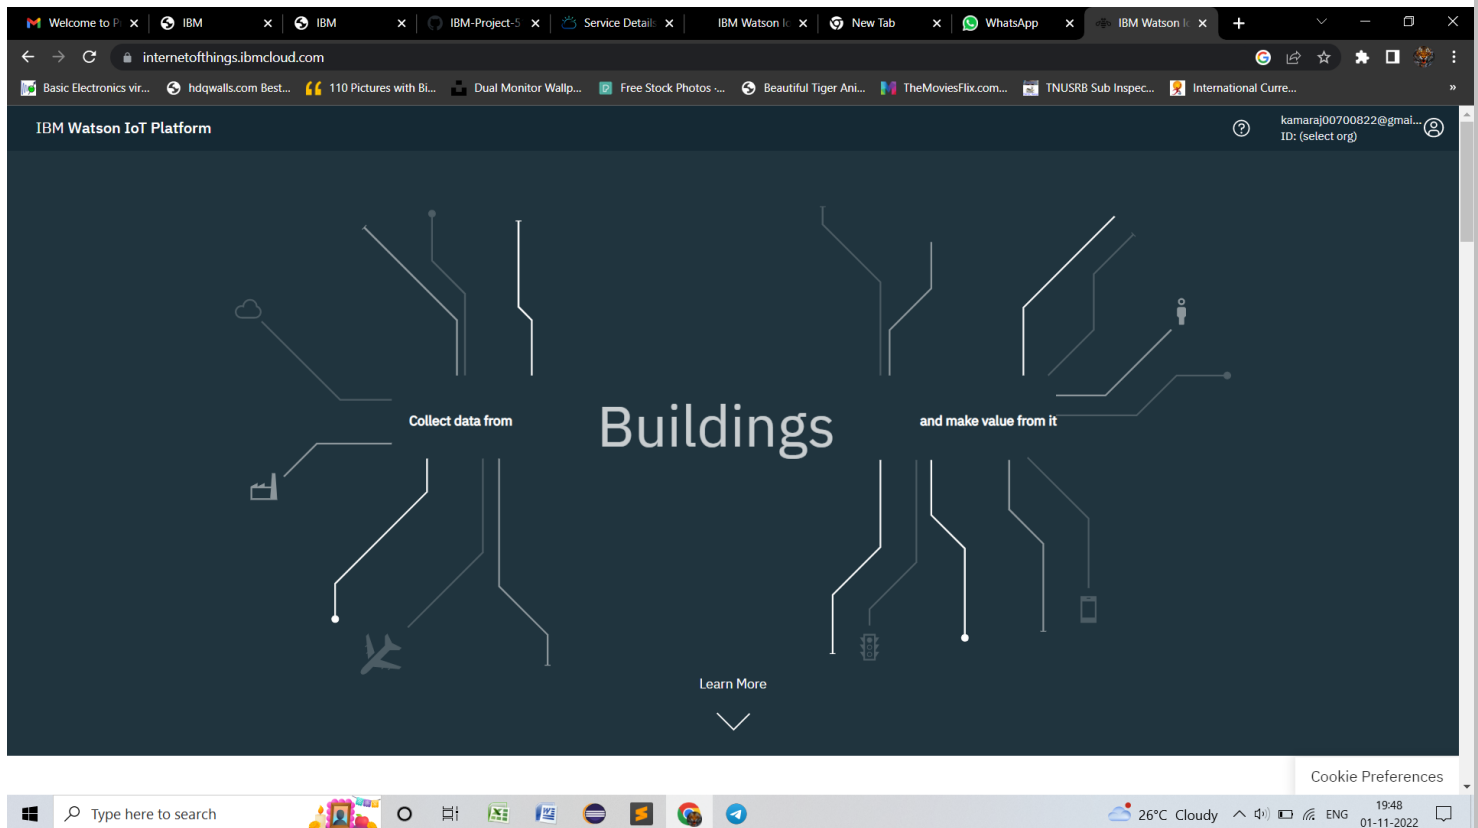 Welcome to P
IBM
IBM
IBM-Project-5
Service Details
IBM Watson Io
New Tab
WhatsApp
IBM Watson Io
internetofthings.ibmcloud.com
Basic Electronics vir...
hdqwalls.com Best...
110 Pictures with Bi...
Dual Monitor Wallp...
Free Stock Photos ·...
Beautiful Tiger Ani...
TheMoviesFlix.com...
TNUSRB Sub Inspec...
International Curre...
»
IBM Watson IoT Platform
kamaraj00700822@gmai...
ID: (select org)
Collect data from
Buildings
and make value from it
Learn More
Cookie Preferences
Type here to search
26°C Cloudy
ENG
19:48
01-11-2022